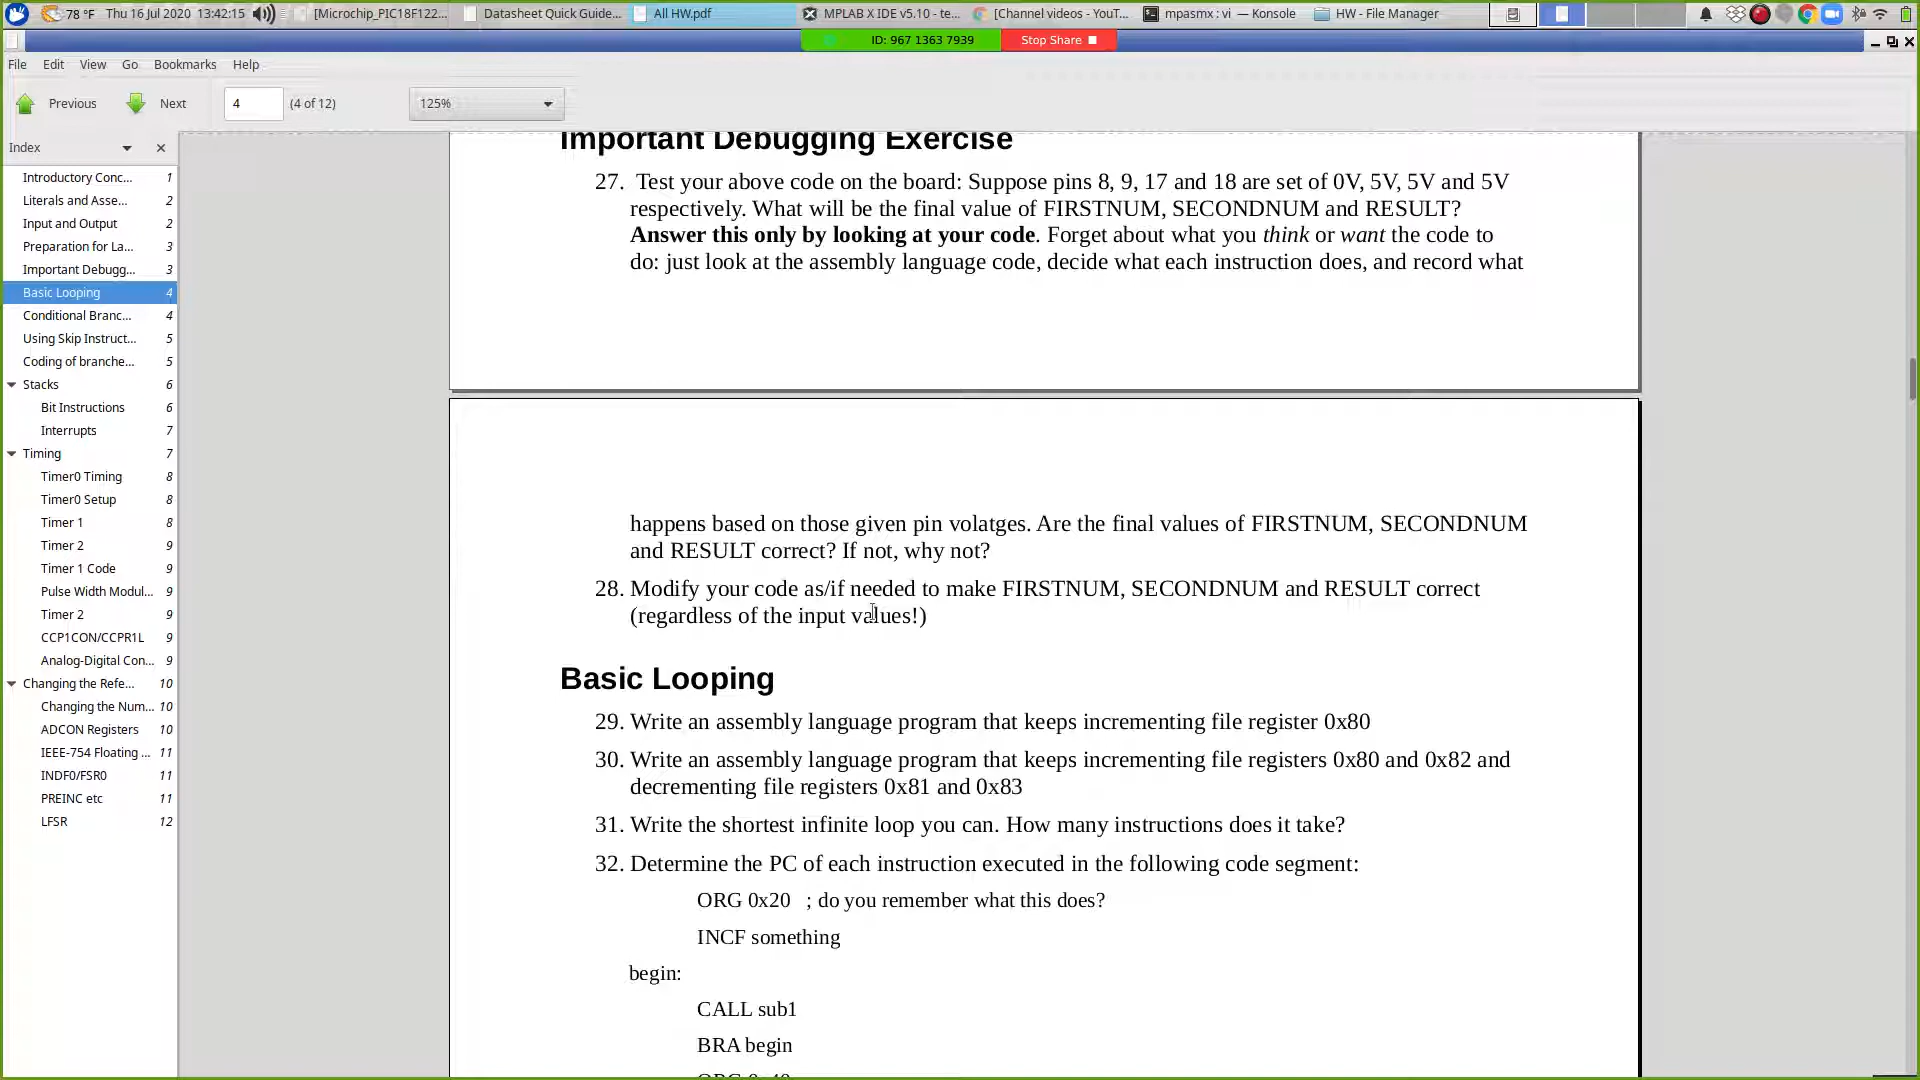 78 °F Thu 16 Jul 2020 13:42:15 [Microchip_PIC18F122... Datasheet Quick Guide... All HW.pdf MPLAB X IDE v5.10 - te... [Channel videos - YouT... mpasmx : vi — Konsole HW - File Manager
ID: 967 1363 7939 Stop Share
File Edit View Go Bookmarks Help
Previous Next 4 (4 of 12) 125%
Index
Introductory Conc... 1
Literals and Asse... 2
Input and Output 2
Preparation for La... 3
Important Debugg... 3
Basic Looping 4
Conditional Branc... 4
Using Skip Instruct... 5
Coding of branche... 5
Stacks 6
Bit Instructions 6
Interrupts 7
Timing 7
Timer0 Timing 8
Timer0 Setup 8
Timer 1 8
Timer 2 9
Timer 1 Code 9
Pulse Width Modul... 9
Timer 2 9
CCP1CON/CCPR1L 9
Analog-Digital Con... 9
Changing the Refe... 10
Changing the Num... 10
ADCON Registers 10
IEEE-754 Floating ... 11
INDF0/FSR0 11
PREINC etc 11
LFSR 12
Important Debugging Exercise
27. Test your above code on the board: Suppose pins 8, 9, 17 and 18 are set of 0V, 5V, 5V and 5V
respectively. What will be the final value of FIRSTNUM, SECONDNUM and RESULT?
Answer this only by looking at your code. Forget about what you think or want the code to
do: just look at the assembly language code, decide what each instruction does, and record what
happens based on those given pin volatges. Are the final values of FIRSTNUM, SECONDNUM
and RESULT correct? If not, why not?
28. Modify your code as/if needed to make FIRSTNUM, SECONDNUM and RESULT correct
(regardless of the input values!)
Basic Looping
29. Write an assembly language program that keeps incrementing file register 0x80
30. Write an assembly language program that keeps incrementing file registers 0x80 and 0x82 and
decrementing file registers 0x81 and 0x83
31. Write the shortest infinite loop you can. How many instructions does it take?
32. Determine the PC of each instruction executed in the following code segment:
ORG 0x20 ; do you remember what this does?
INCF something
begin:
CALL sub1
BRA begin